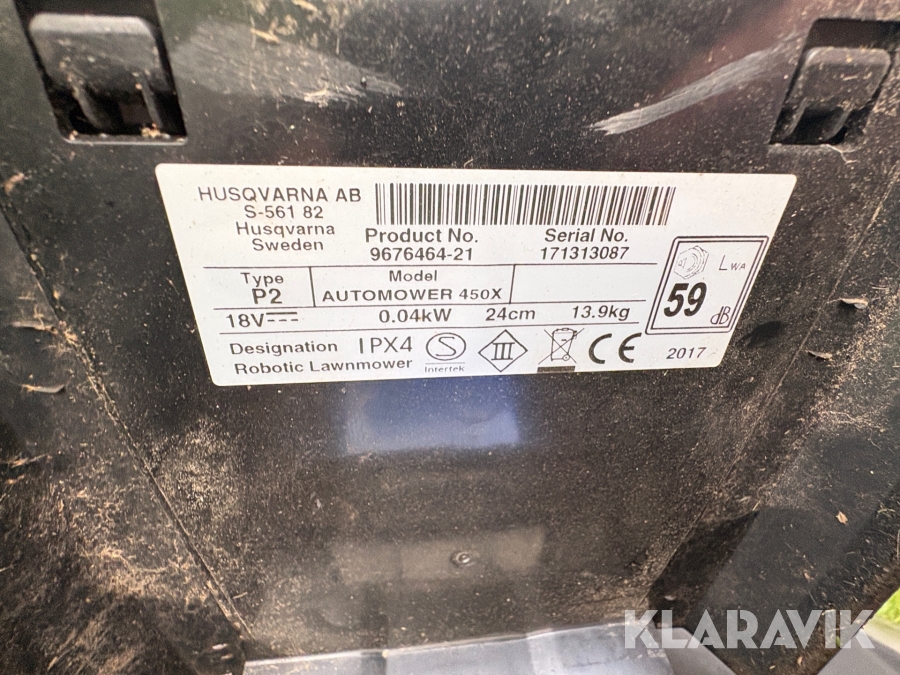 HUSQVARNA AB
S-561 82
Husqvarna
Sweden
Product No. Serial No.
9676464-21 171313087
Type Model
P2 AUTOMOWER 450X
18V 0.04kW 24cm 13.9kg
LWA
59 dB
Designation IPX4
Robotic Lawnmower
S
Intertek
III
CE
2017
KLARAVIK